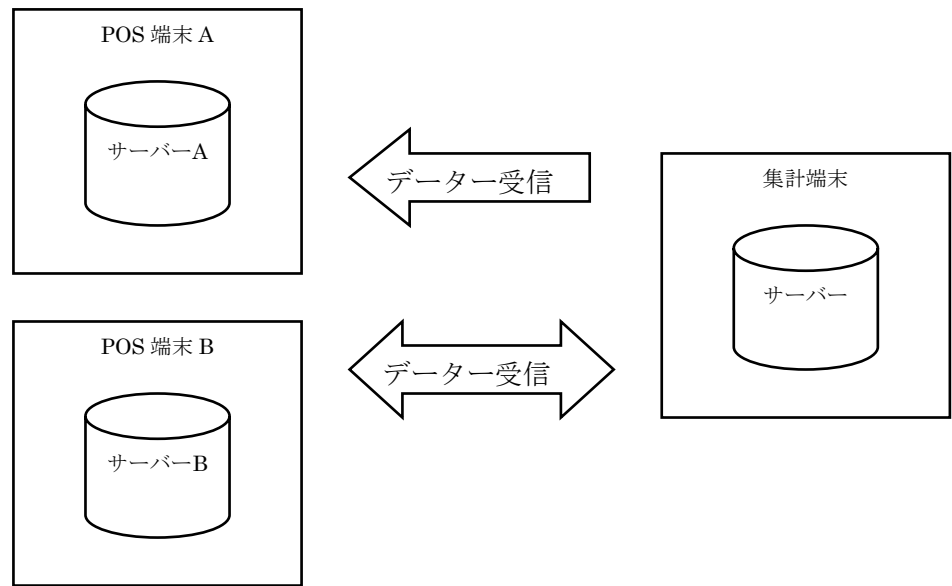 POS 端末 A
サーバーA
データー受信
集計端末
サーバー
POS 端末 B
サーバーB
データー受信